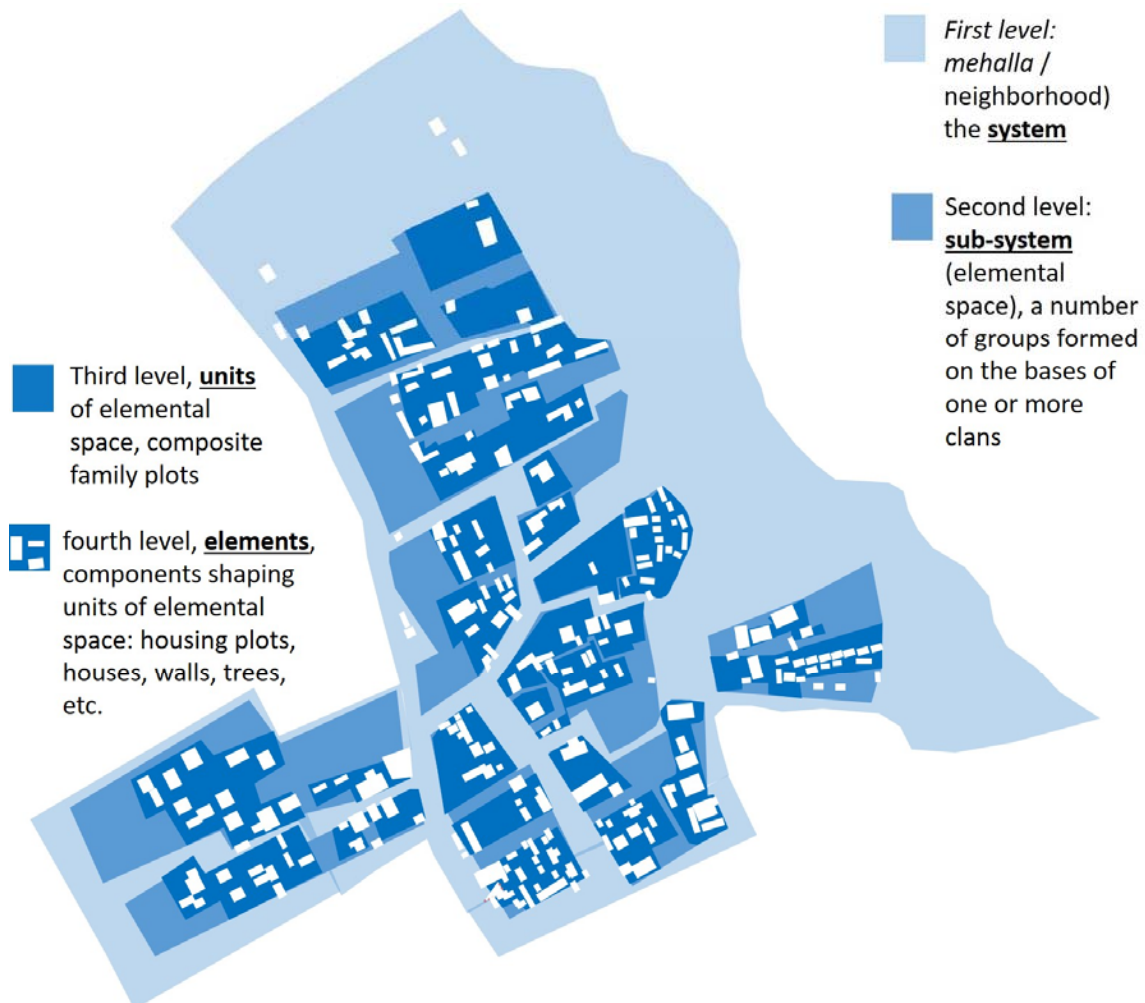 First level:
mehalla /
neighborhood)
the system
Second level:
sub-system
(elemental
space), a number
of groups formed
on the bases of
one or more
clans
Third level, units
of elemental
space, composite
family plots
fourth level, elements,
components shaping
units of elemental
space: housing plots,
houses, walls, trees,
etc.